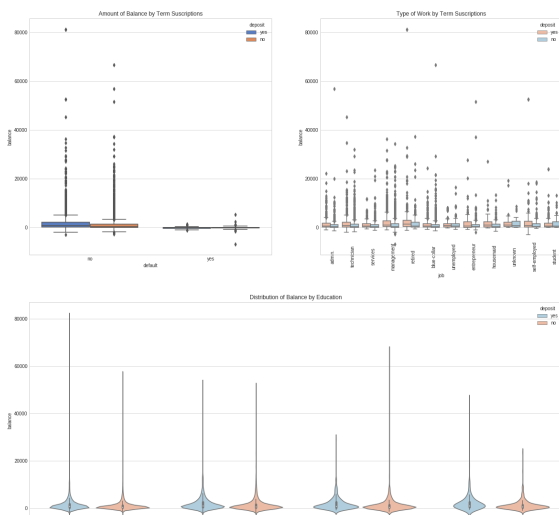 Amount of Balance by Term Suscriptions
deposit
yes
no
balance
80000
60000
40000
20000
0
no
yes
default
Type of Work by Term Suscriptions
deposit
yes
no
balance
80000
60000
40000
20000
0
admin.
technician
services
management
retired
blue-collar
unemployed
entrepreneur
housemaid
unknown
self-employed
student
job
Distribution of Balance by Education
deposit
yes
no
balance
80000
60000
40000
20000
0